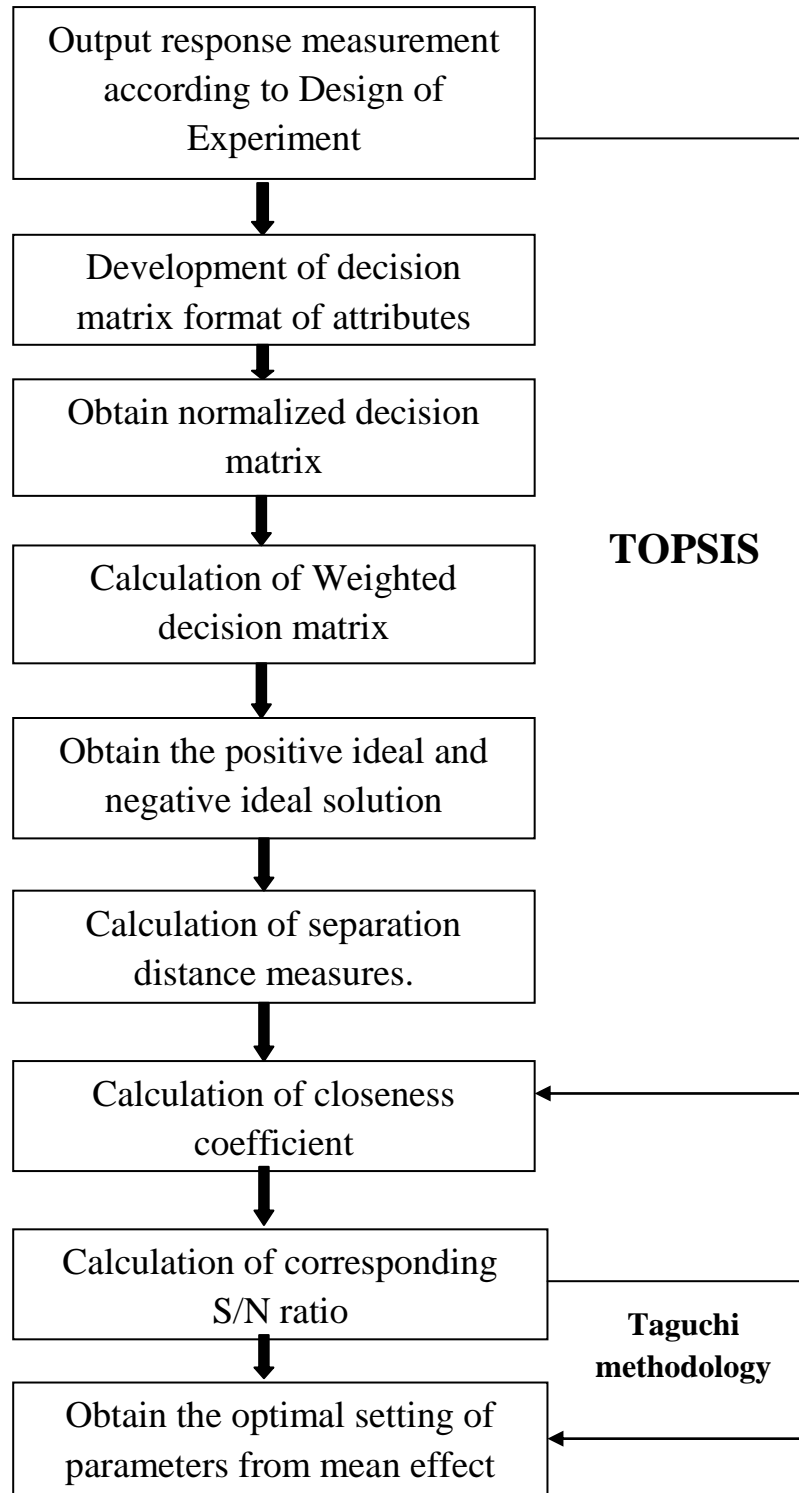 Output response measurement
according to Design of
Experiment
Development of decision
matrix format of attributes
Obtain normalized decision
matrix
TOPSIS
Calculation of Weighted
decision matrix
Obtain the positive ideal and
negative ideal solution
Calculation of separation
distance measures.
Calculation of closeness
coefficient
Calculation of corresponding
S/N ratio
Taguchi
methodology
Obtain the optimal setting of
parameters from mean effect